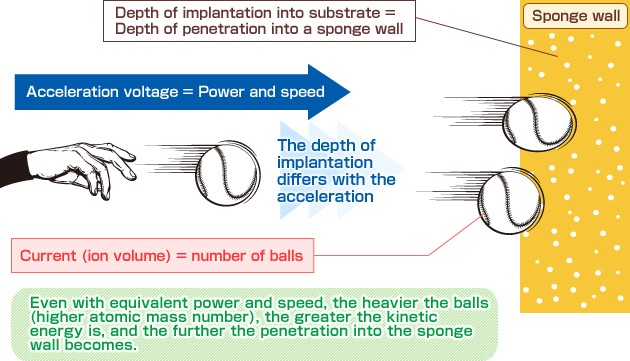 Depth of implantation into substrate =
Depth of penetration into a sponge wall
Sponge wall
Acceleration voltage = Power and speed
The depth of
implantation
differs with the
acceleration
Current (ion volume) = number of balls
Even with equivalent power and speed, the heavier the balls
(higher atomic mass number), the greater the kinetic
energy is, and the further the penetration into the sponge
wall becomes.